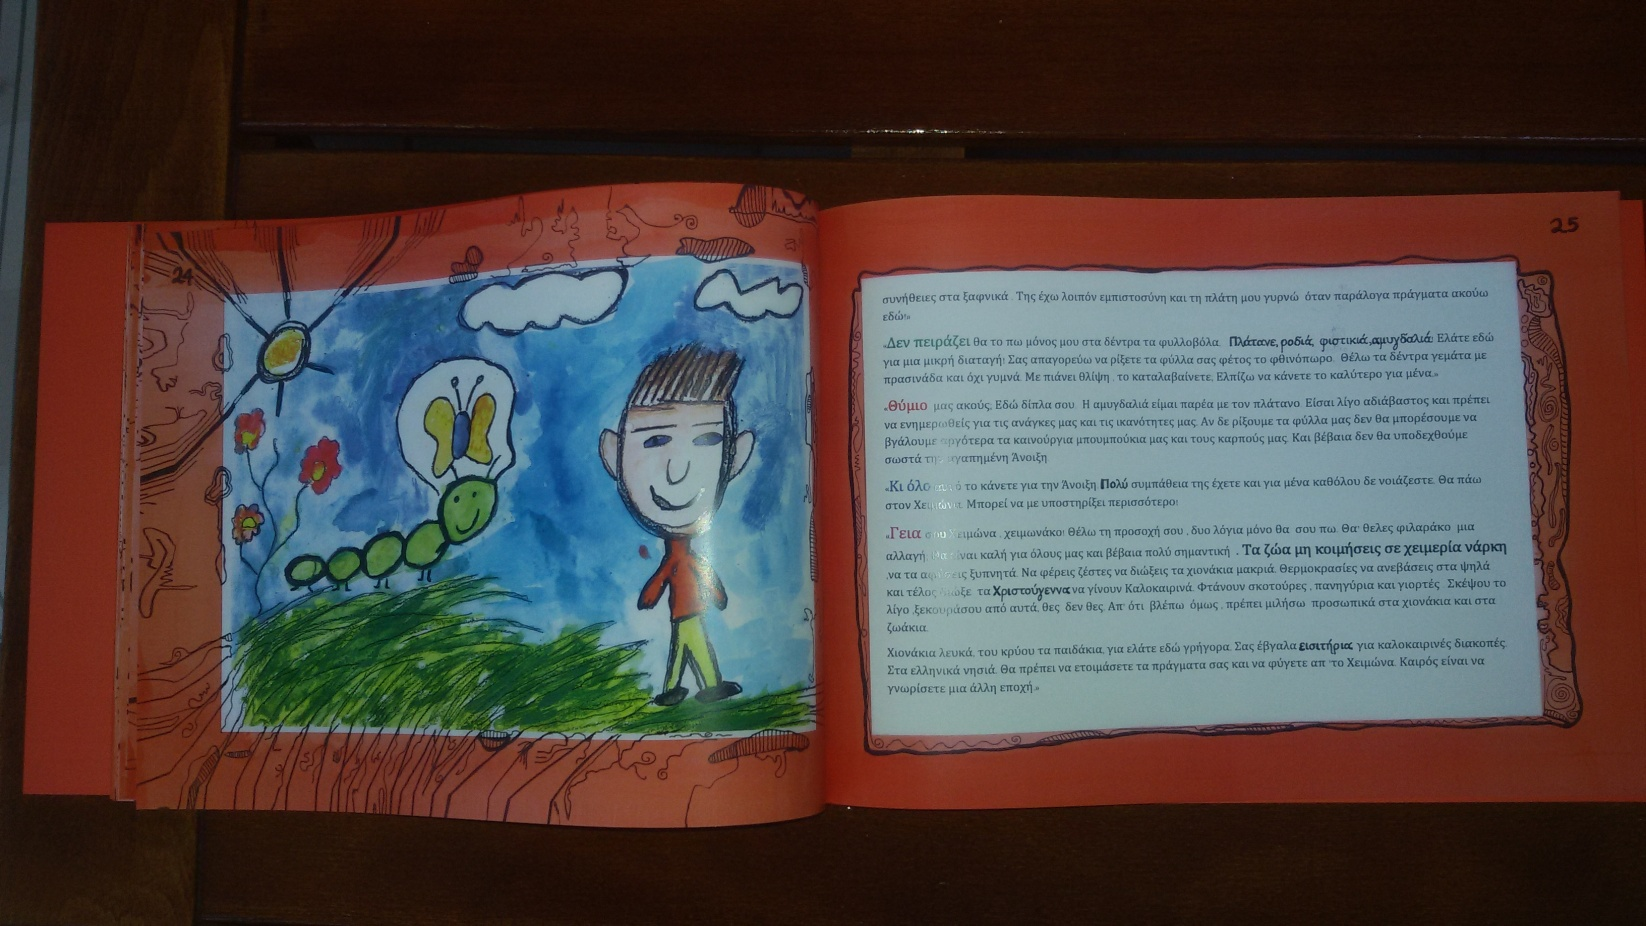 24
25
συνήθειες στα ξαφνικά . Της έχω λοιπόν εμπιστοσύνη και τη πλάτη μου γυρνώ όταν παράλογα πράγματα ακούω
εδώ!»
«Δεν πειράζει θα το πω μόνος μου στα δέντρα τα φυλλοβόλα. Πλάτανε, ροδιά, φιστικιά, αμυγδαλιά! Ελάτε εδώ
για μια μικρή διαταγή! Σας απαγορεύω να ρίξετε τα φύλλα σας φέτος το φθινόπωρο. Θέλω τα δέντρα γεμάτα με
πρασινάδα και όχι γυμνά. Με πιάνει θλίψη , το καταλαβαίνετε; Ελπίζω να κάνετε το καλύτερο για μένα.»
«Θύμιο μας ακούς; Εδώ δίπλα σου. Η αμυγδαλιά είμαι παρέα με τον πλάτανο. Είσαι λίγο αδιάβαστος και πρέπει
να ενημερωθείς για τις ανάγκες μας και τις ικανότητες μας. Αν δε ρίξουμε τα φύλλα μας δεν θα μπορέσουμε να
βγάλουμε αργότερα τα καινούργια μπουμπούκια μας και τους καρπούς μας. Και βέβαια δεν θα υποδεχθούμε
σωστά την αγαπημένη Άνοιξη
«Κι όλο το κάνετε για την Άνοιξη. Πολύ συμπάθεια της έχετε και για μένα καθόλου δε νοιάζεστε. Θα πάω
στον Χειμώνα. Μπορεί να με υποστηρίξει περισσότερο!
«Γεια σου Χειμώνα , χειμωνάκο! Θέλω τη προσοχή σου , δυο λόγια μόνο θα σου πω. Θα' θελες φιλαράκο μια
αλλαγή; Θα είναι καλή για όλους μας και βέβαια πολύ σημαντική . Τα ζώα μη κοιμήσεις σε χειμερία νάρκη
,να τα αφήσεις ξυπνητά. Να φέρεις ζέστες να διώξεις τα χιονάκια μακριά. Θερμοκρασίες να ανεβάσεις στα ψηλά
και τέλος διώξε τα Χριστούγεννα να γίνουν Καλοκαιρινά. Φτάνουν σκοτούρες , πανηγύρια και γιορτές. Σκέψου το
λίγο ,ξεκουράσου από αυτά, θες δεν θες. Απ' ότι βλέπω όμως , πρέπει μιλήσω προσωπικά στα χιονάκια και στα
ζωάκια.
Χιονάκια λευκά, του κρύου τα παιδάκια, για ελάτε εδώ γρήγορα. Σας έβγαλα εισιτήρια για καλοκαιρινές διακοπές.
Στα ελληνικά νησιά. Θα πρέπει να ετοιμάσετε τα πράγματα σας και να φύγετε απ 'το Χειμώνα. Καιρός είναι να
γνωρίσετε μια άλλη εποχή.»